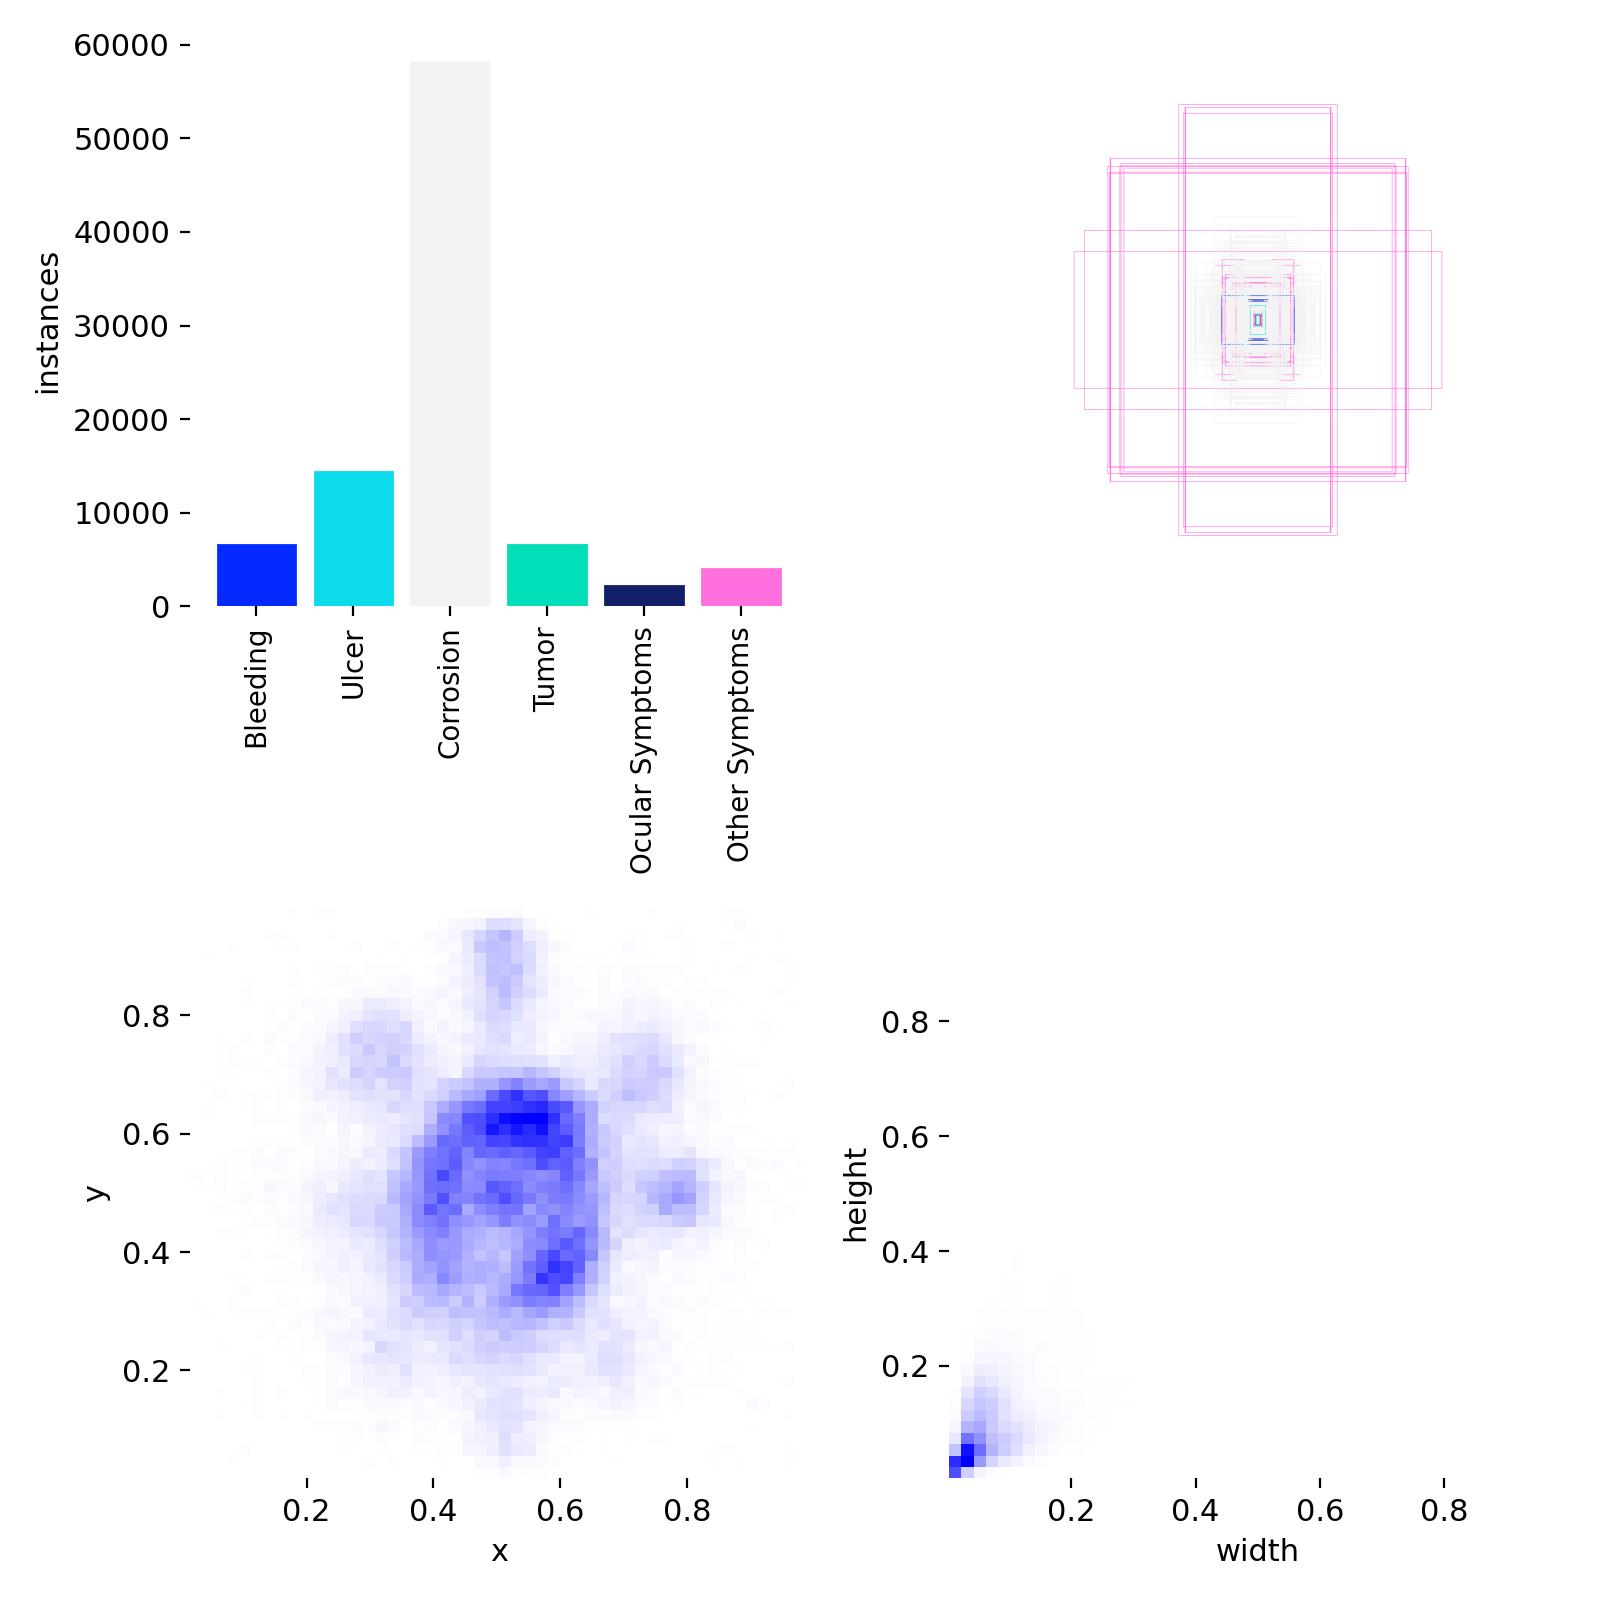 60000
50000
40000
30000
20000
10000
0
instances
Bleeding
Ulcer
Corrosion
Tumor
Ocular Symptoms
Other Symptoms
0.8
0.6
0.4
0.2
y
0.2 0.4 0.6 0.8
x
0.8
0.6
0.4
0.2
height
0.2 0.4 0.6 0.8
width